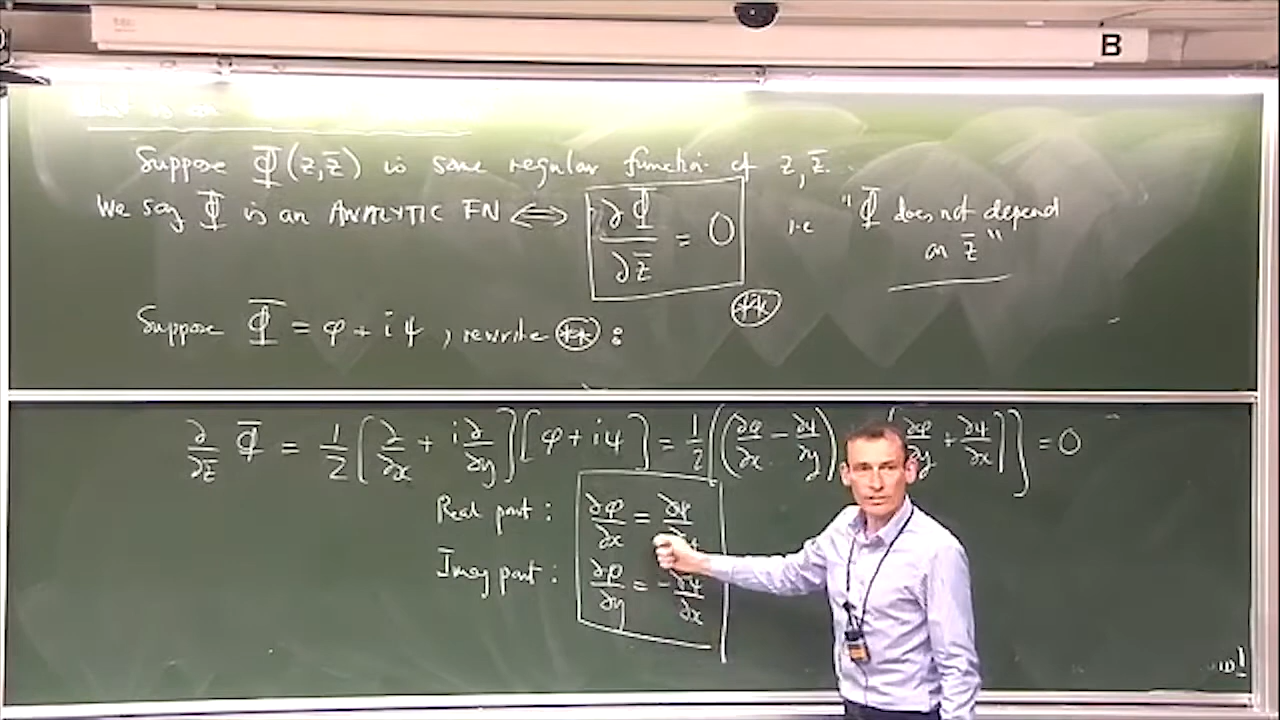 B
Suppose Φ(z, z̄) is some regular function of z, z̄.
We say Φ is an ANALYTIC FN ⟺ ∂Φ/∂z̄ = 0 i.e "Φ does not depend
on z̄"
(**)
Suppose Φ = φ + iψ, rewrite (**) :
∂/∂z̄ Φ = 1/2 [∂/∂x + i∂/∂y][φ + iψ] = 1/2 [(∂φ/∂x - ∂ψ/∂y) [∂φ/∂y + ∂ψ/∂x]] = 0
Real part : ∂φ/∂x = ∂ψ/
Imag part : ∂φ/∂y = -∂ψ/∂x